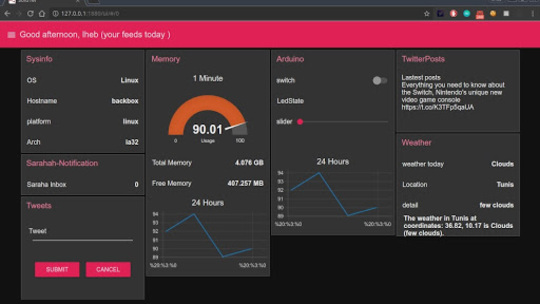 127.0.0.1:1880/ui/#/0
Good afternoon, Iheb (your feeds today )
Sysinfo
OS Linux
Hostname backbox
platform linux
Arch ia32
Sarahah-Notification
Saraha Inbox 0
Tweets
Tweet
SUBMIT CANCEL
Memory
1 Minute
90.01
0 Usage 100
Total Memory 4.876 GB
Free Memory 407.257 MB
24 Hours
94
93
92
91
90
89
%20:%3:%0 %20:%3:%0
Arduino
switch
LedState
slider
24 Hours
94
93
92
91
90
89
%20:%3:%0 %20:%3:%0
TwitterPosts
Lastest posts
Everything you need to know about
the Switch, Nintendo's unique new
video game console
https://t.co/K3TFp5qaUA
Weather
weather today Clouds
Location Tunis
detail few clouds
The weather in Tunis at
coordinates: 36.82, 10.17 is Clouds
(few clouds).